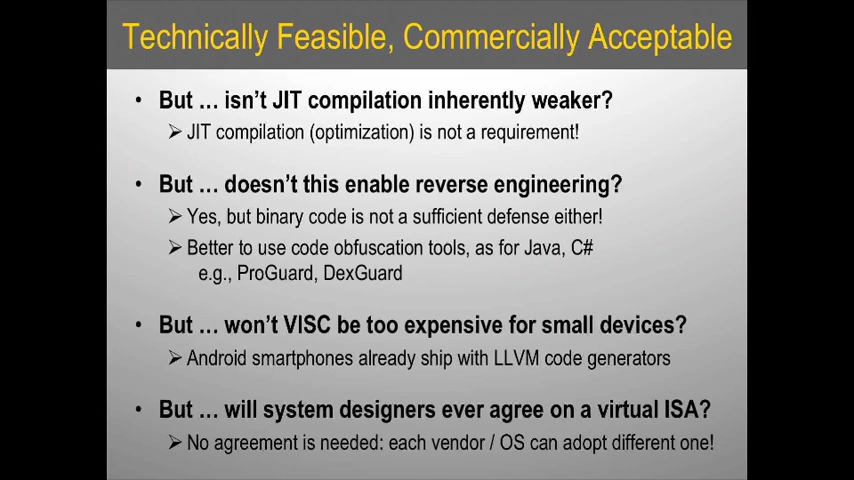 Technically Feasible, Commercially Acceptable
• But … isn't JIT compilation inherently weaker?
➢ JIT compilation (optimization) is not a requirement!
• But … doesn't this enable reverse engineering?
➢ Yes, but binary code is not a sufficient defense either!
➢ Better to use code obfuscation tools, as for Java, C#
e.g., ProGuard, DexGuard
• But … won't VISC be too expensive for small devices?
➢ Android smartphones already ship with LLVM code generators
• But … will system designers ever agree on a virtual ISA?
➢ No agreement is needed: each vendor / OS can adopt different one!